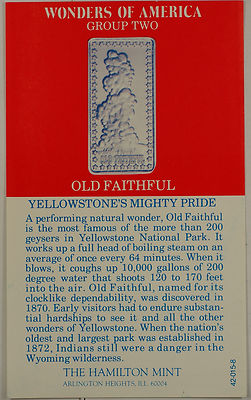 WONDERS OF AMERICA
GROUP TWO
OLD FAITHFUL
YELLOWSTONE'S MIGHTY PRIDE
A performing natural wonder, Old Faithful
is the most famous of the more than 200
geysers in Yellowstone National Park. It
works up a full head of boiling steam on an
average of once every 64 minutes. When it
blows, it coughs up 10,000 gallons of 200
degree water that shoots 120 to 170 feet
into the air. Old Faithful, named for its
clocklike dependability, was discovered in
1870. Early visitors had to endure substan-
tial hardships to see it and all the other
wonders of Yellowstone. When the nation's
oldest and largest park was established in
1872, Indians still were a danger in the
Wyoming wilderness.
THE HAMILTON MINT
ARLINGTON HEIGHTS, ILL. 60004
42-015-8